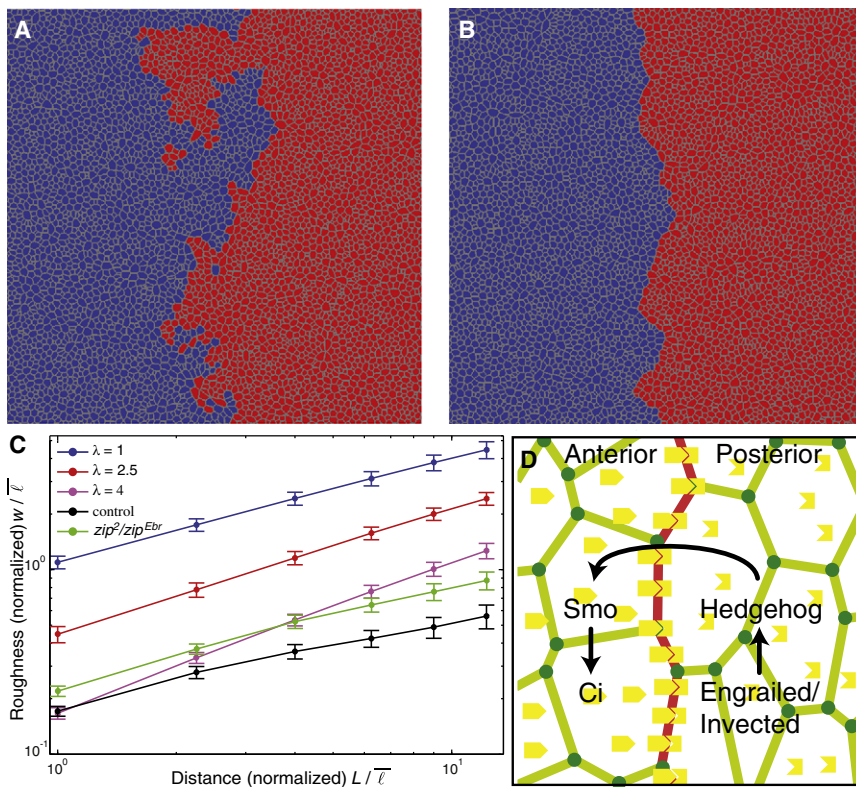 A
B
C
λ = 1
λ = 2.5
λ = 4
control
zip²/zipᴱᵇʳ
Roughness (normalized) w / ℓ̅
10⁰
10⁻¹
10⁰
10¹
Distance (normalized) L / ℓ̅
D
Anterior
Posterior
Smo
Hedgehog
Ci
Engrailed/
Invected